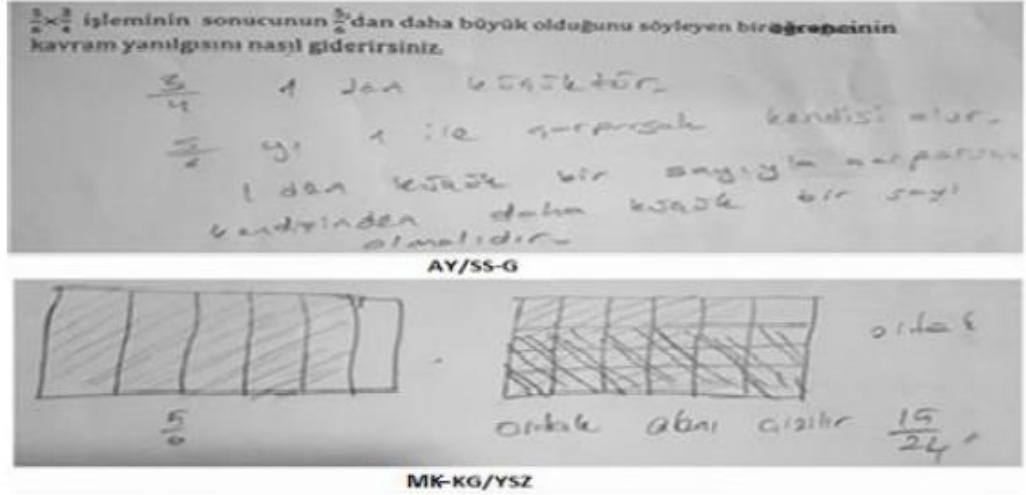 5/6 x 3/4 işleminin sonucunun 5/6'dan daha büyük olduğunu söyleyen bir öğrencinin
kavram yanılgısını nasıl giderirsiniz.
3/4 1 dan küçüktür.
5/6 yı 1 ile çarparsak kendisi olur.
1 dan küçük bir sayıyla çarparsak
kendisinden daha küçük bir sayı
olmalıdır.
AY/SS-G
ortak
5/6 ortak alanı çizilir 15/24
MK-KG/YSZ